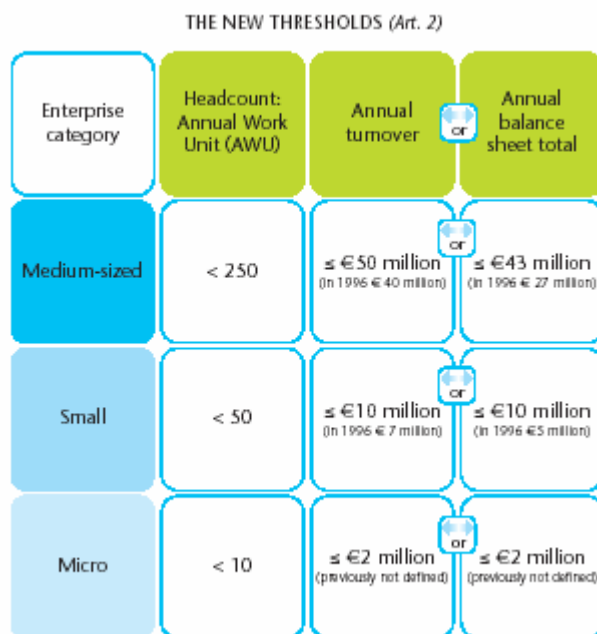 THE NEW THRESHOLDS (Art. 2)
Enterprise
category
Headcount:
Annual Work
Unit (AWU)
Annual
turnover
or
Annual
balance
sheet total
Medium-sized
< 250
≤ €50 million
(in 1996 € 40 million)
or
≤ €43 million
(in 1996 € 27 million)
Small
< 50
≤ €10 million
(in 1996 € 7 million)
or
≤ €10 million
(in 1996 €5 million)
Micro
< 10
≤ €2 million
(previously not defined)
or
≤ €2 million
(previously not defined)